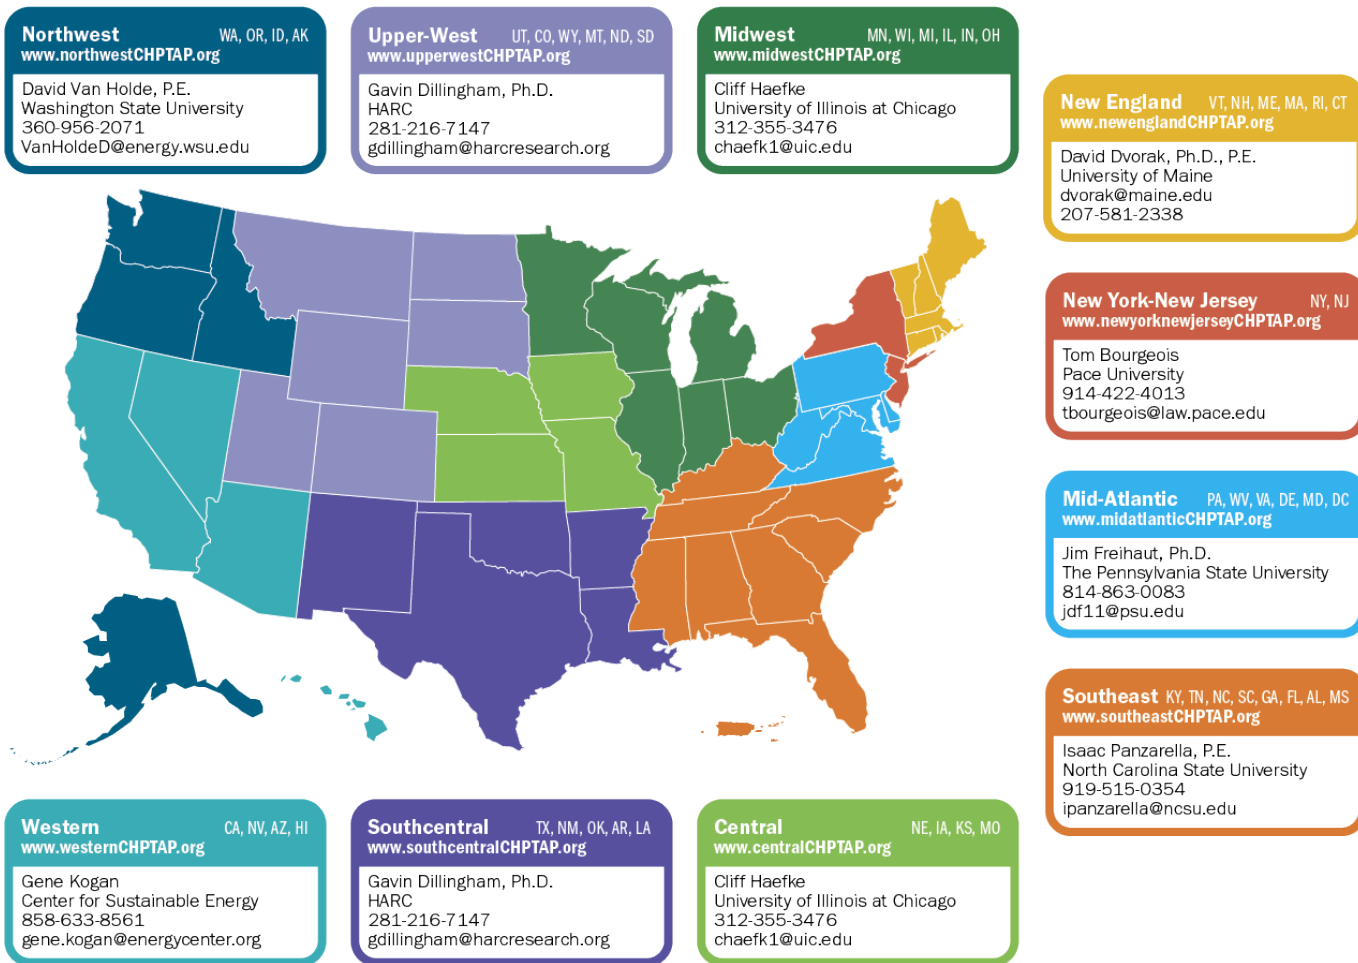 Northwest WA, OR, ID, AK
www.northwestCHPTAP.org
David Van Holde, P.E.
Washington State University
360-956-2071
VanHoldeD@energy.wsu.edu
Upper-West UT, CO, WY, MT, ND, SD
www.upperwestCHPTAP.org
Gavin Dillingham, Ph.D.
HARC
281-216-7147
gdillingham@harcresearch.org
Midwest MN, WI, MI, IL, IN, OH
www.midwestCHPTAP.org
Cliff Haefke
University of Illinois at Chicago
312-355-3476
chaefk1@uic.edu
New England VT, NH, ME, MA, RI, CT
www.newenglandCHPTAP.org
David Dvorak, Ph.D., P.E.
University of Maine
dvorak@maine.edu
207-581-2338
New York-New Jersey NY, NJ
www.newyorknewjerseyCHPTAP.org
Tom Bourgeois
Pace University
914-422-4013
tbourgeois@law.pace.edu
Mid-Atlantic PA, WV, VA, DE, MD, DC
www.midatlanticCHPTAP.org
Jim Freihaut, Ph.D.
The Pennsylvania State University
814-863-0083
jdf11@psu.edu
Southeast KY, TN, NC, SC, GA, FL, AL, MS
www.southeastCHPTAP.org
Isaac Panzarella, P.E.
North Carolina State University
919-515-0354
ipanzarella@ncsu.edu
Western CA, NV, AZ, HI
www.westernCHPTAP.org
Gene Kogan
Center for Sustainable Energy
858-633-8561
gene.kogan@energycenter.org
Southcentral TX, NM, OK, AR, LA
www.southcentralCHPTAP.org
Gavin Dillingham, Ph.D.
HARC
281-216-7147
gdillingham@harcresearch.org
Central NE, IA, KS, MO
www.centralCHPTAP.org
Cliff Haefke
University of Illinois at Chicago
312-355-3476
chaefk1@uic.edu